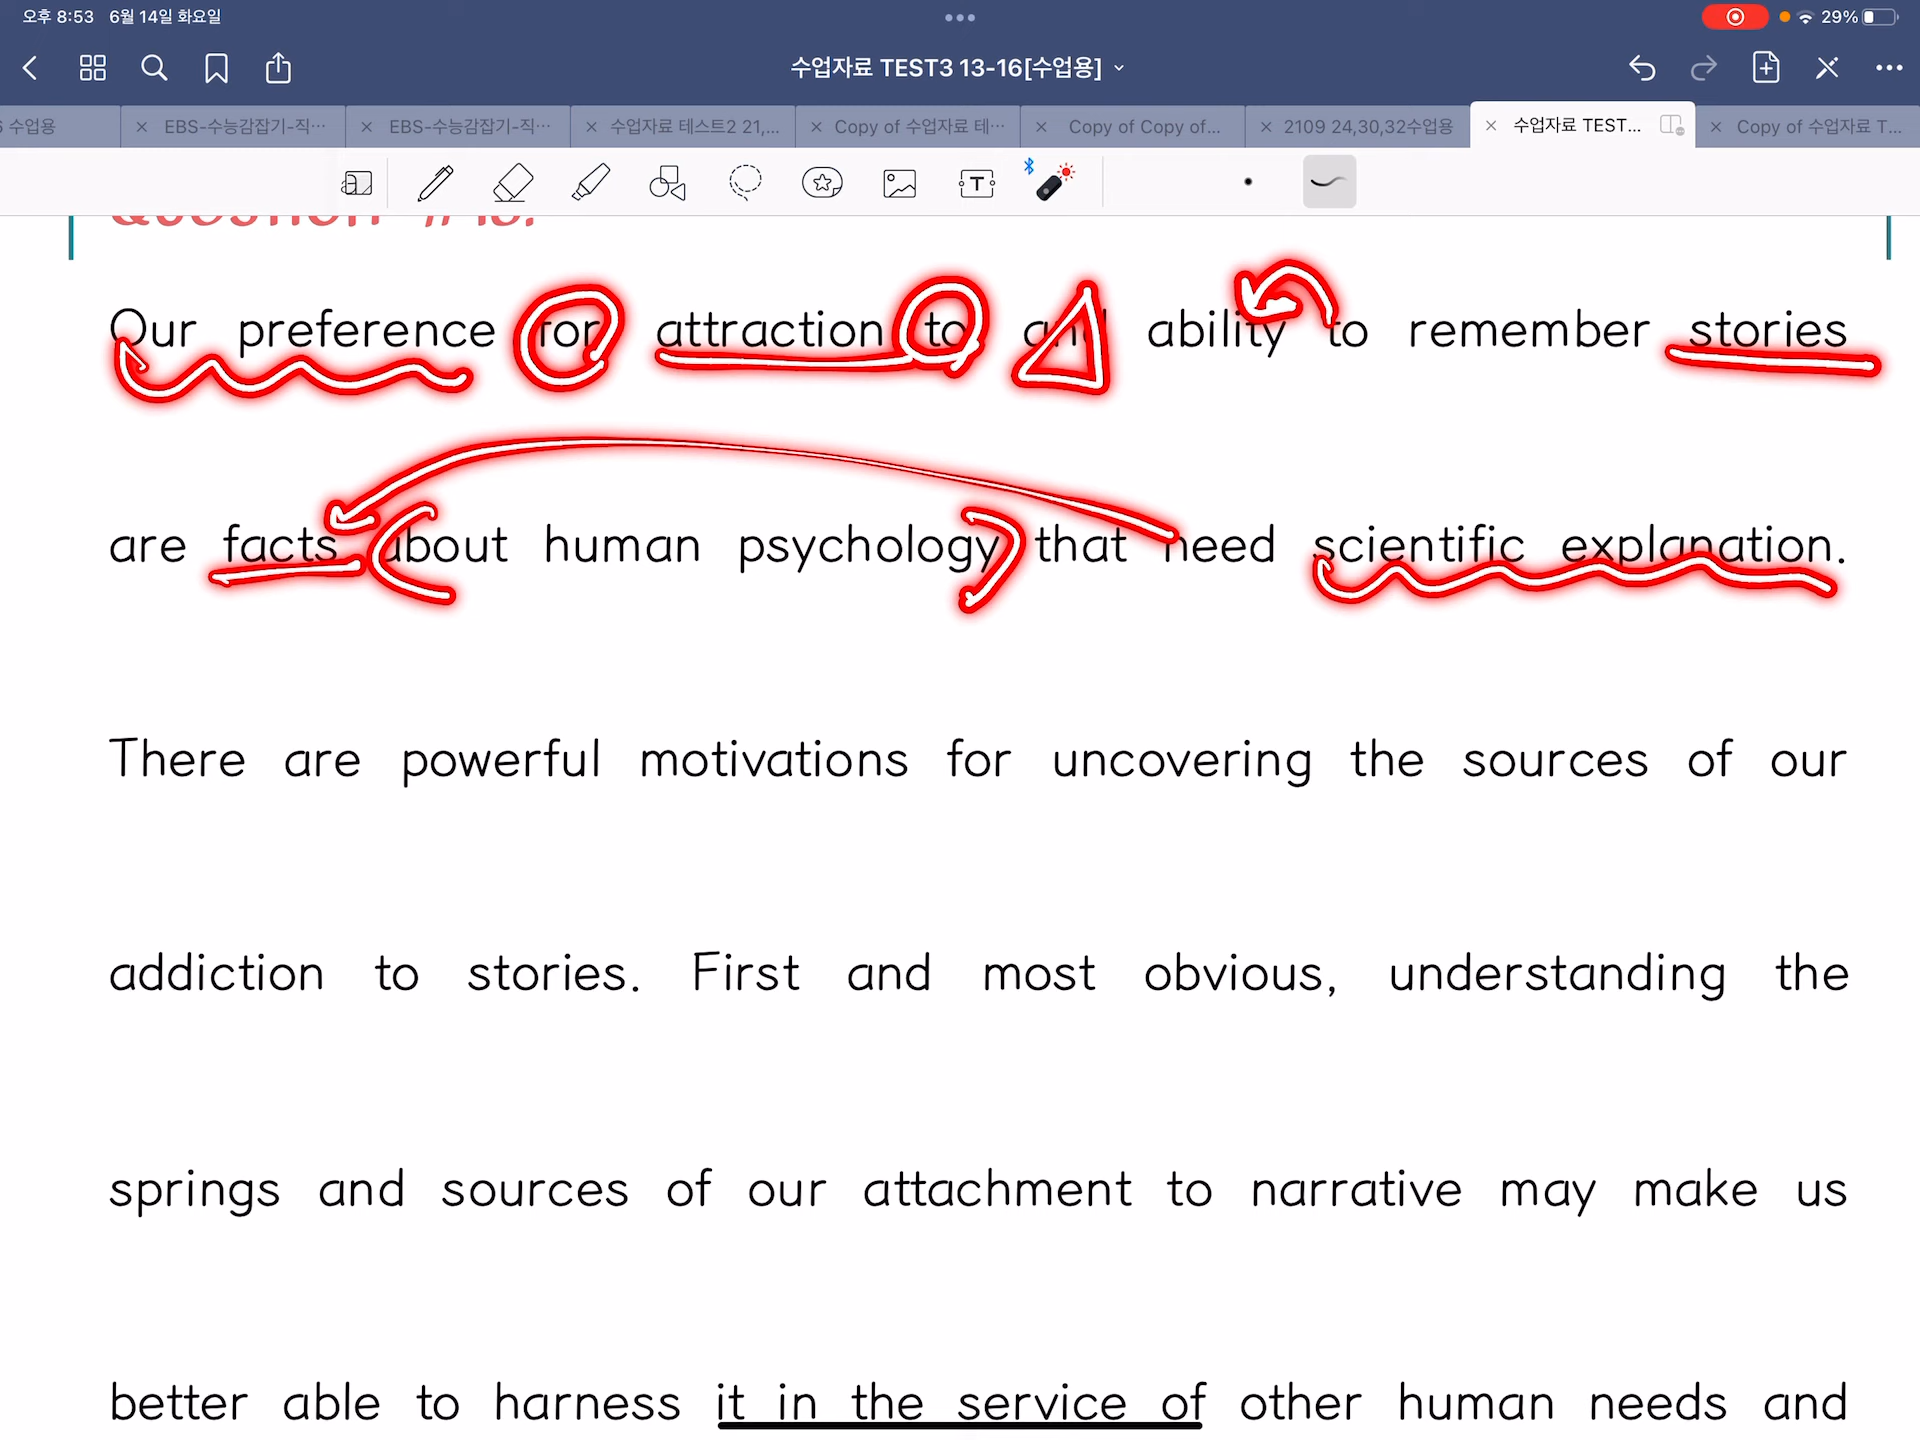 오후 8:53 6월 14일 화요일
29%
수업자료 TEST3 13-16[수업용]
수업용
EBS-수능감잡기-직...
EBS-수능감잡기-직...
수업자료 테스트2 21,...
Copy of 수업자료 테...
Copy of Copy of...
2109 24,30,32수업용
수업자료 TEST...
Copy of 수업자료 T...
Our preference for attraction to and ability to remember stories
are facts about human psychology that need scientific explanation.
There are powerful motivations for uncovering the sources of our
addiction to stories. First and most obvious, understanding the
springs and sources of our attachment to narrative may make us
better able to harness it in the service of other human needs and